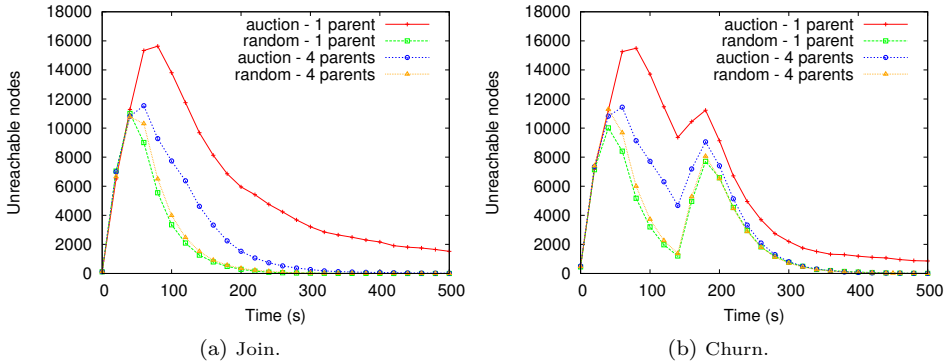 18000
16000
14000
12000
10000
8000
6000
4000
2000
0
Unreachable nodes
auction - 1 parent
random - 1 parent
auction - 4 parents
random - 4 parents
0 100 200 300 400 500
Time (s)
(a) Join.
18000
16000
14000
12000
10000
8000
6000
4000
2000
0
Unreachable nodes
auction - 1 parent
random - 1 parent
auction - 4 parents
random - 4 parents
0 100 200 300 400 500
Time (s)
(b) Churn.